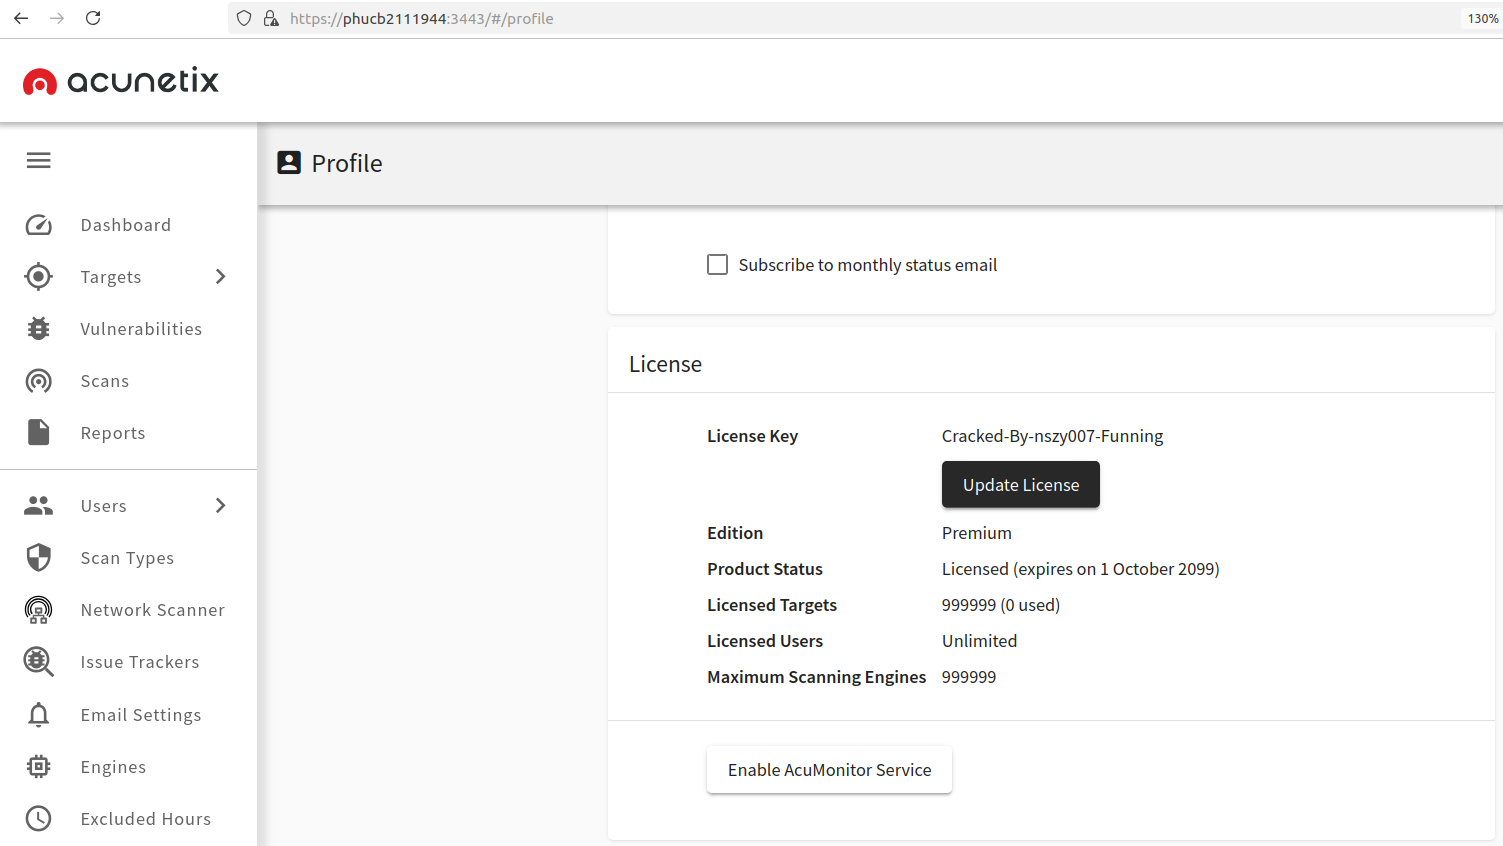 https://phucb2111944:3443/#/profile
130%
acunetix
Profile
Dashboard
Targets
Vulnerabilities
Scans
Reports
Users
Scan Types
Network Scanner
Issue Trackers
Email Settings
Engines
Excluded Hours
Subscribe to monthly status email
License
License Key Cracked-By-nszy007-Funning
Update License
Edition Premium
Product Status Licensed (expires on 1 October 2099)
Licensed Targets 999999 (0 used)
Licensed Users Unlimited
Maximum Scanning Engines 999999
Enable AcuMonitor Service